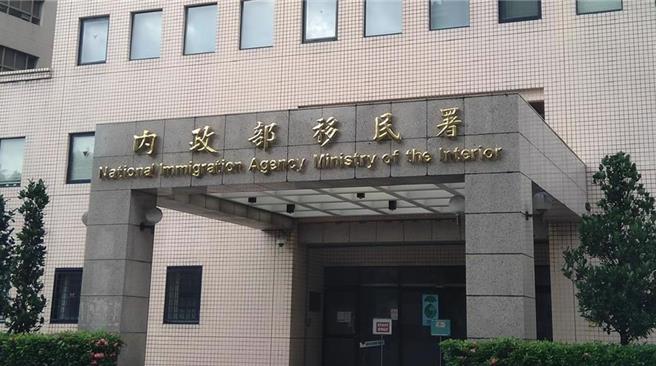 內政部移民署
National Immigration Agency Ministry of the Interior